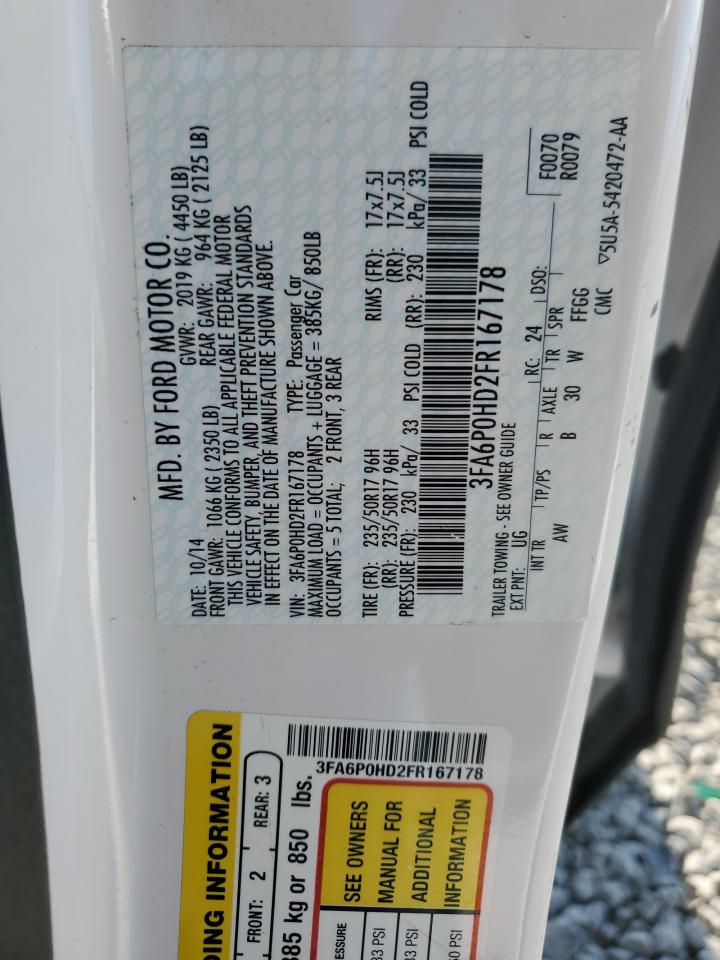 MFD. BY FORD MOTOR CO.
DATE: 10/14 GVWR: 2019 KG ( 4450 LB)
FRONT GAWR: 1066 KG ( 2350 LB) REAR GAWR: 964 KG ( 2125 LB)
THIS VEHICLE CONFORMS TO ALL APPLICABLE FEDERAL MOTOR
VEHICLE SAFETY, BUMPER, AND THEFT PREVENTION STANDARDS
IN EFFECT ON THE DATE OF MANUFACTURE SHOWN ABOVE.
VIN: 3FA6P0HD2FR167178 TYPE: Passenger Car
MAXIMUM LOAD = OCCUPANTS + LUGGAGE = 385KG/ 850LB
OCCUPANTS = 5 TOTAL; 2 FRONT, 3 REAR
TIRE (FR): 235/50R17 96H RIMS (FR): 17x7.5J
(RR): 235/50R17 96H (RR): 17x7.5J
PRESSURE (FR): 230 kPa/ 33 PSI COLD (RR): 230 kPa/ 33 PSI COLD
3FA6P0HD2FR167178
TRAILER TOWING - SEE OWNER GUIDE
EXT PNT: UG RC: 24 DSO: F0070
R0079
INT TR TP/PS R AXLE TR SPR
AW B 30 W FFGG
CMC ▽5U5A-5420472-AA
DING INFORMATION
FRONT: 2 REAR: 3
385 kg or 850 lbs.
3FA6P0HD2FR167178
ESSURE
33 PSI
33 PSI
60 PSI
SEE OWNERS
MANUAL FOR
ADDITIONAL
INFORMATION